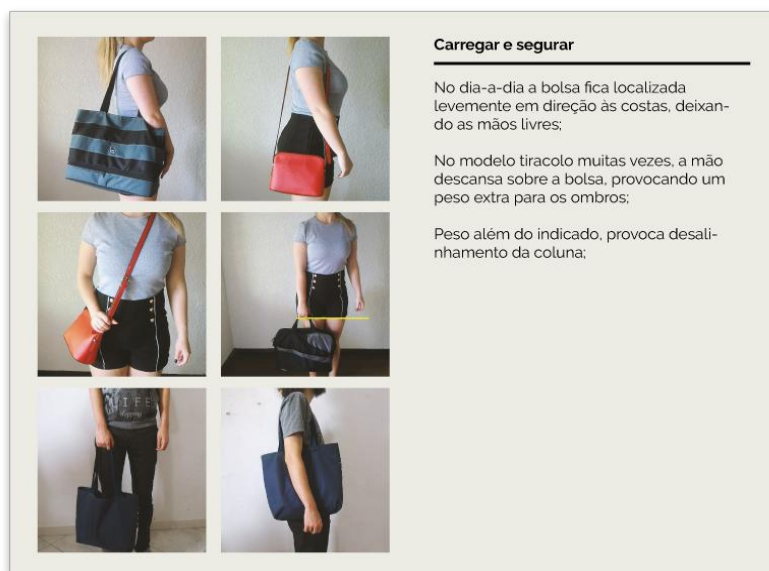 Carregar e segurar
No dia-a-dia a bolsa fica localizada
levemente em direção às costas, deixan-
do as mãos livres;
No modelo tiracolo muitas vezes, a mão
descansa sobre a bolsa, provocando um
peso extra para os ombros;
Peso além do indicado, provoca desali-
nhamento da coluna;